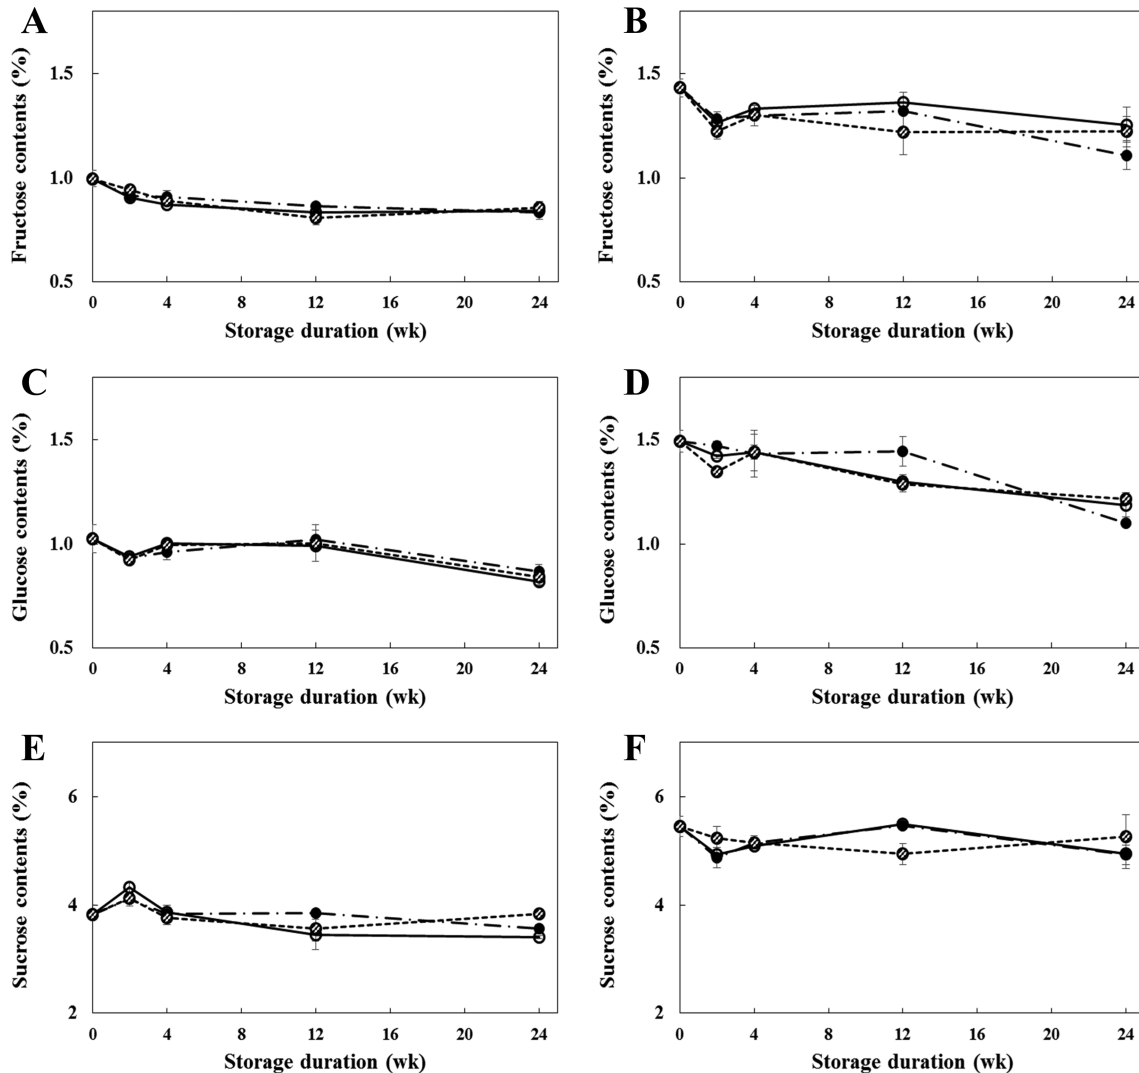 A
Fructose contents (%)
1.5
1.0
0.5
0 4 8 12 16 20 24
Storage duration (wk)
B
Fructose contents (%)
1.5
1.0
0.5
0 4 8 12 16 20 24
Storage duration (wk)
C
Glucose contents (%)
1.5
1.0
0.5
0 4 8 12 16 20 24
Storage duration (wk)
D
Glucose contents (%)
1.5
1.0
0.5
0 4 8 12 16 20 24
Storage duration (wk)
E
Sucrose contents (%)
6
4
2
0 4 8 12 16 20 24
Storage duration (wk)
F
Sucrose contents (%)
6
4
2
0 4 8 12 16 20 24
Storage duration (wk)